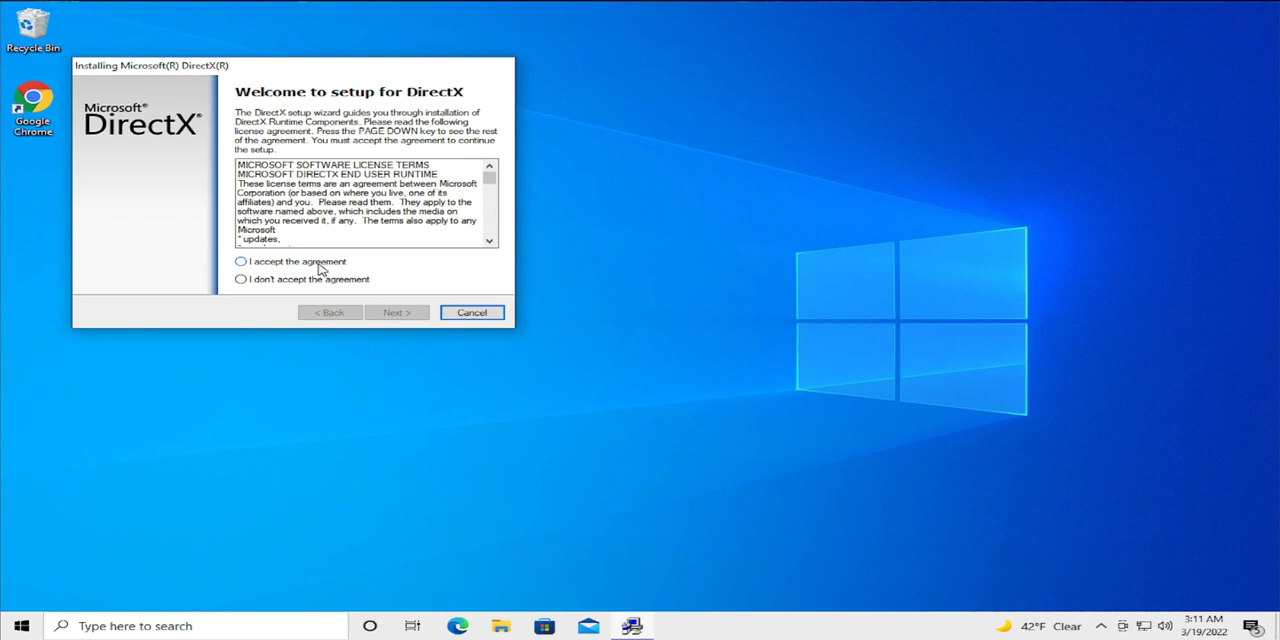 Recycle Bin
Google
Chrome
Installing Microsoft(R) DirectX(R)
Microsoft®
DirectX®
Welcome to setup for DirectX
The DirectX setup wizard guides you through installation of
DirectX Runtime Components. Please read the following
license agreement. Press the PAGE DOWN key to see the rest
of the agreement. You must accept the agreement to continue
the setup.
MICROSOFT SOFTWARE LICENSE TERMS
MICROSOFT DIRECTX END USER RUNTIME
These license terms are an agreement between Microsoft
Corporation (or based on where you live, one of its
affiliates) and you. Please read them. They apply to the
software named above, which includes the media on
which you received it, if any. The terms also apply to any
Microsoft
* updates,
I accept the agreement
I don't accept the agreement
< Back
Next >
Cancel
Type here to search
42°F Clear
3:11 AM
3/19/2022
5